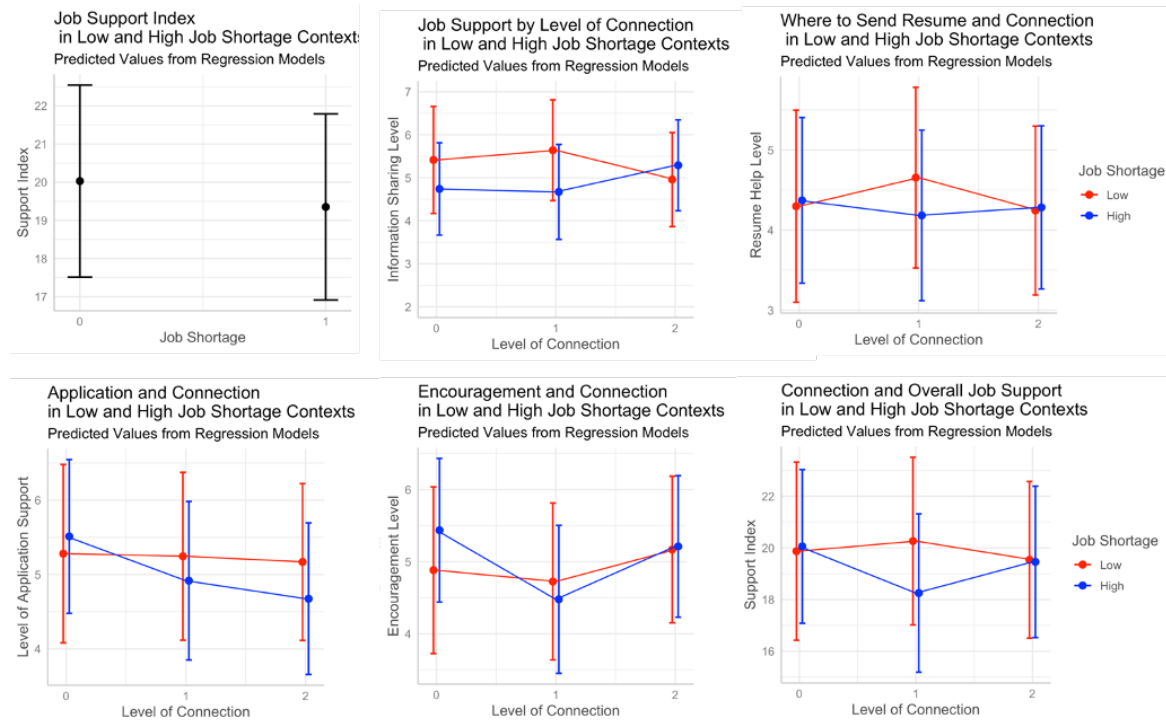 Job Support Index
in Low and High Job Shortage Contexts
Predicted Values from Regression Models
Support Index
22
21
20
19
18
17
0
1
Job Shortage
Job Support by Level of Connection
in Low and High Job Shortage Contexts
Predicted Values from Regression Models
Information Sharing Level
7
6
5
4
3
2
0
1
2
Level of Connection
Where to Send Resume and Connection
in Low and High Job Shortage Contexts
Predicted Values from Regression Models
Resume Help Level
5
4
3
0
1
2
Level of Connection
Job Shortage
Low
High
Application and Connection
in Low and High Job Shortage Contexts
Predicted Values from Regression Models
Level of Application Support
6
5
4
0
1
2
Level of Connection
Encouragement and Connection
in Low and High Job Shortage Contexts
Predicted Values from Regression Models
Encouragement Level
6
5
4
0
1
2
Level of Connection
Connection and Overall Job Support
in Low and High Job Shortage Contexts
Predicted Values from Regression Models
Support Index
22
20
18
16
0
1
2
Level of Connection
Job Shortage
Low
High